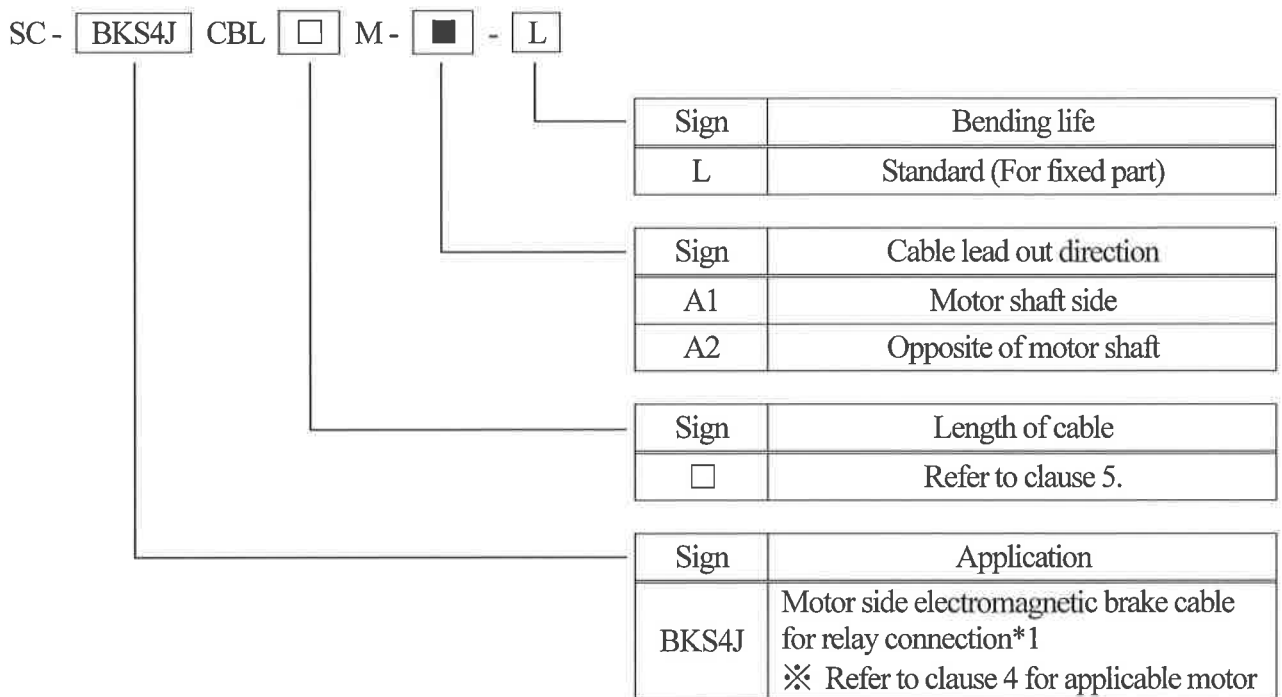 SC - BKS4J CBL □ M - ■ - L
Sign Bending life
L Standard (For fixed part)
Sign Cable lead out direction
A1 Motor shaft side
A2 Opposite of motor shaft
Sign Length of cable
□ Refer to clause 5.
Sign Application
BKS4J Motor side electromagnetic brake cable
for relay connection*1
※ Refer to clause 4 for applicable motor